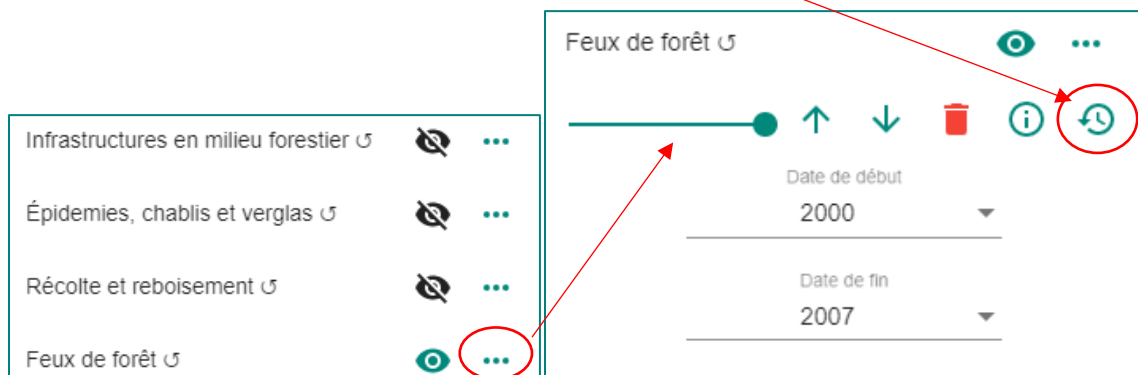 Infrastructures en milieu forestier ↺
Épidemies, chablis et verglas ↺
Récolte et reboisement ↺
Feux de forêt ↺
Feux de forêt ↺
Date de début
2000
Date de fin
2007